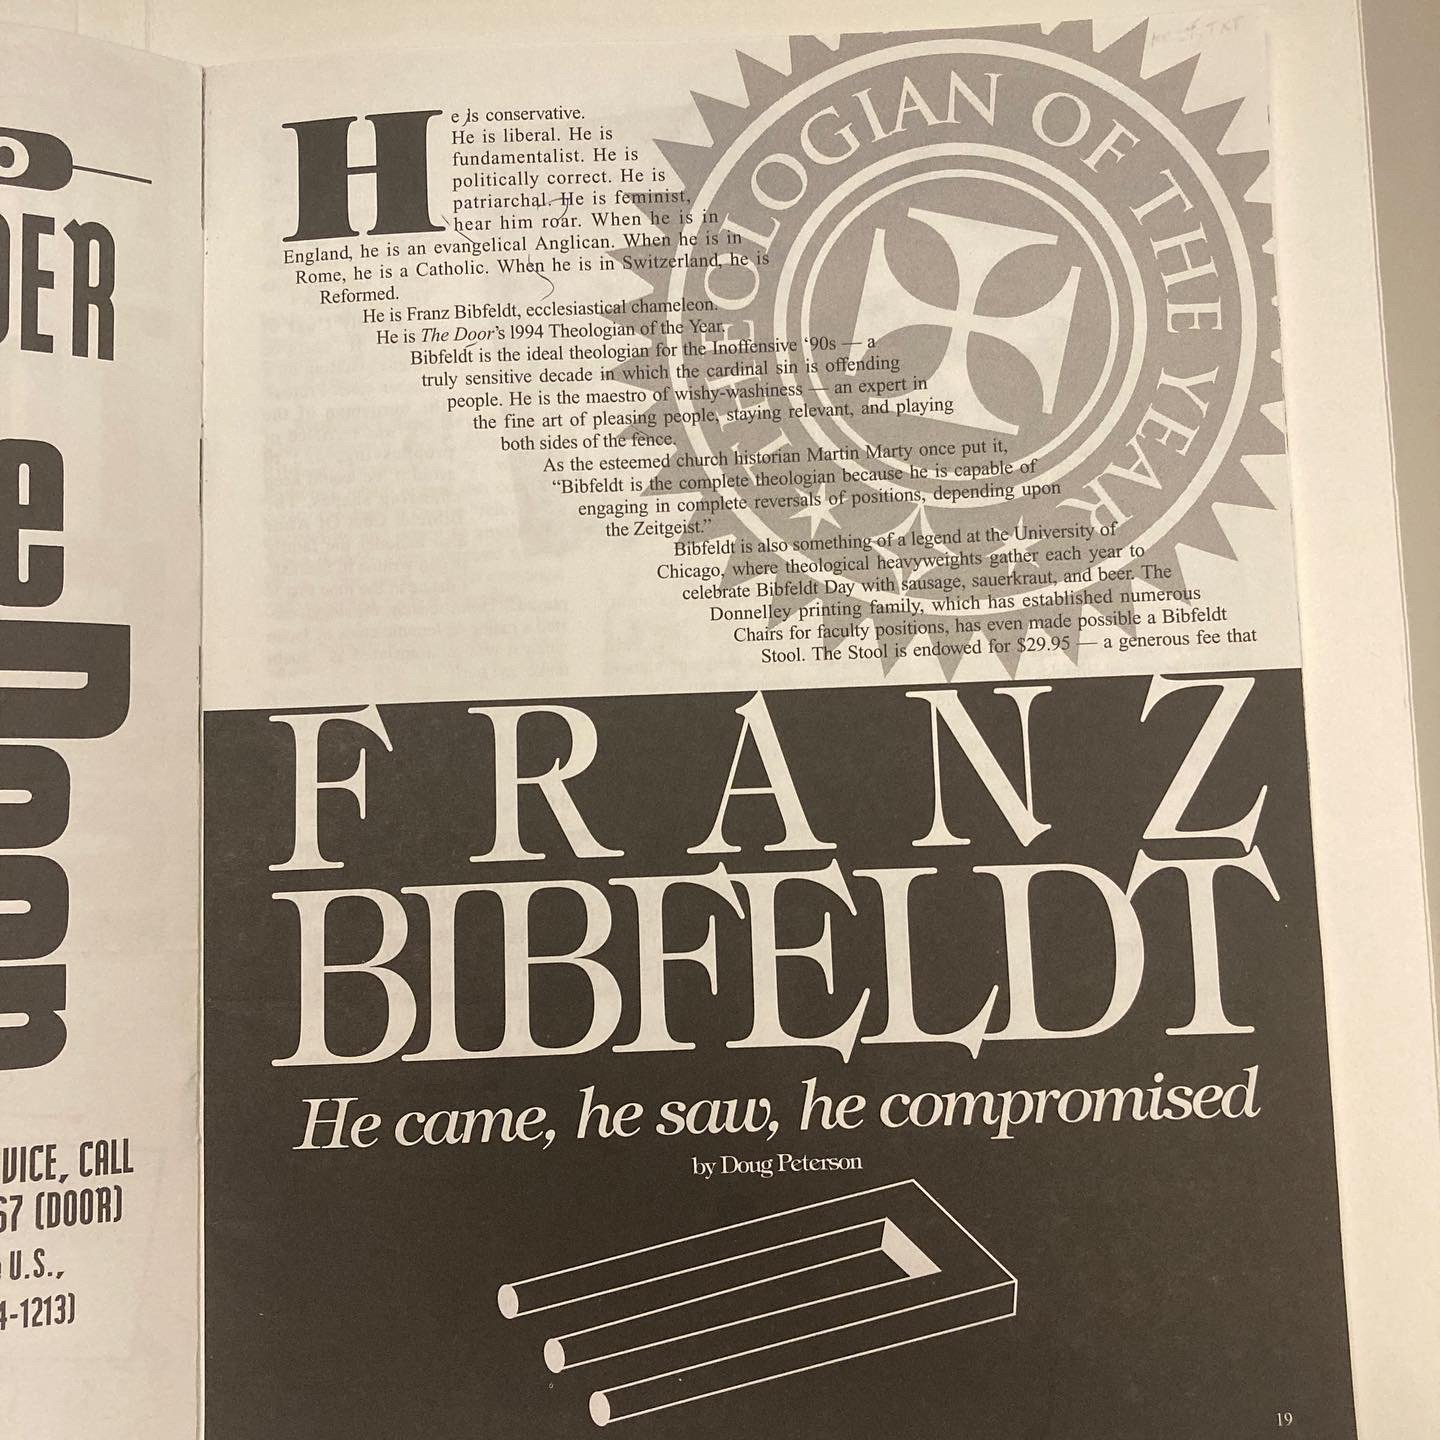 DER
e
VICE, CALL
67 (DOOR)
U.S.,
4-1213)
THEOLOGIAN OF THE YEAR
He is conservative.
He is liberal. He is
fundamentalist. He is
politically correct. He is
patriarchal. He is feminist,
hear him roar. When he is in
England, he is an evangelical Anglican. When he is in
Rome, he is a Catholic. When he is in Switzerland, he is
Reformed.
He is Franz Bibfeldt, ecclesiastical chameleon.
He is The Door's 1994 Theologian of the Year.
Bibfeldt is the ideal theologian for the Inoffensive ‘90s — a
truly sensitive decade in which the cardinal sin is offending
people. He is the maestro of wishy-washiness — an expert in
the fine art of pleasing people, staying relevant, and playing
both sides of the fence.
As the esteemed church historian Martin Marty once put it,
“Bibfeldt is the complete theologian because he is capable of
engaging in complete reversals of positions, depending upon
the Zeitgeist.”
Bibfeldt is also something of a legend at the University of
Chicago, where theological heavyweights gather each year to
celebrate Bibfeldt Day with sausage, sauerkraut, and beer. The
Donnelley printing family, which has established numerous
Chairs for faculty positions, has even made possible a Bibfeldt
Stool. The Stool is endowed for $29.95 — a generous fee that
FRANZ
BIBFELDT
He came, he saw, he compromised
by Doug Peterson
19